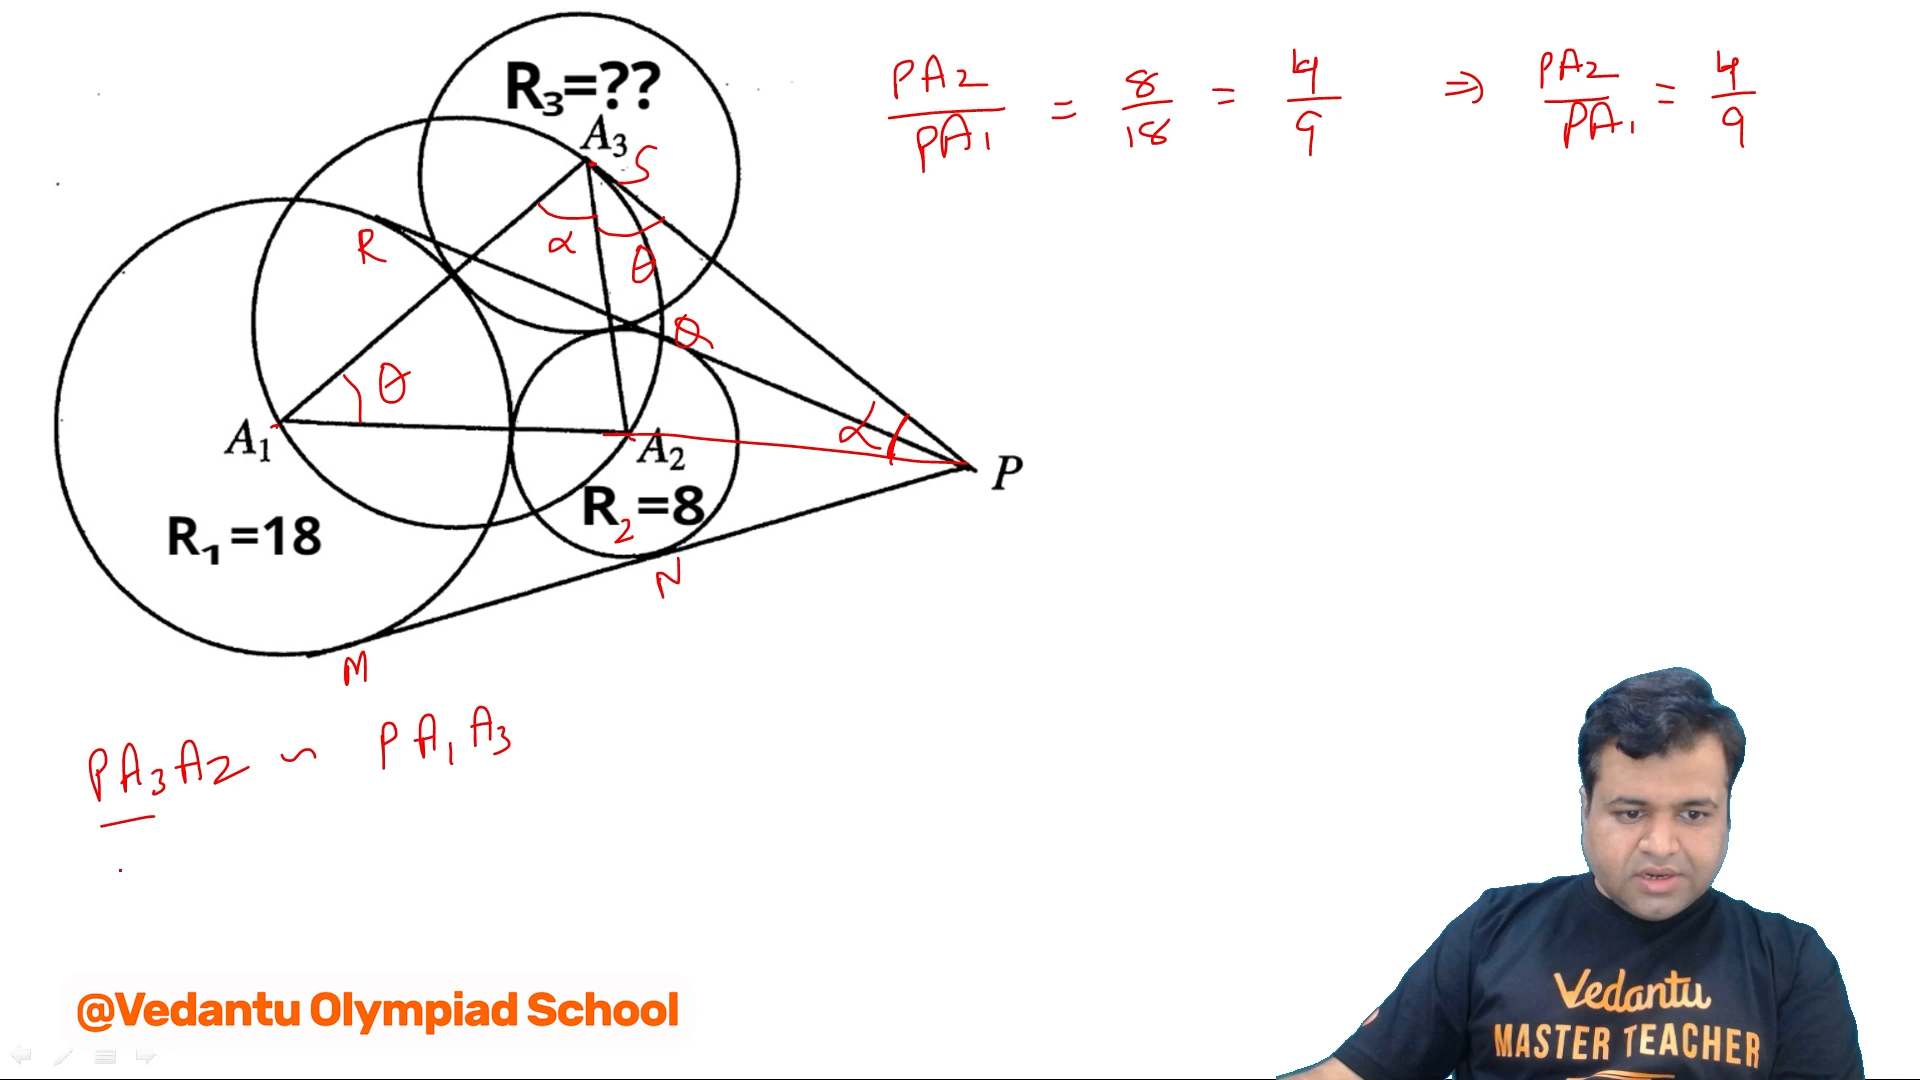 R₃=??
A₃
S
R
α
θ
Q
θ
α
A₁
A₂
P
R₁=18
R₂=8
N
M
PA₂/PA₁ = 8/18 = 4/9 ⇒ PA₂/PA₁ = 4/9
PA₃A₂ ~ PA₁A₃
@Vedantu Olympiad School
Vedantu
MASTER TEACHER